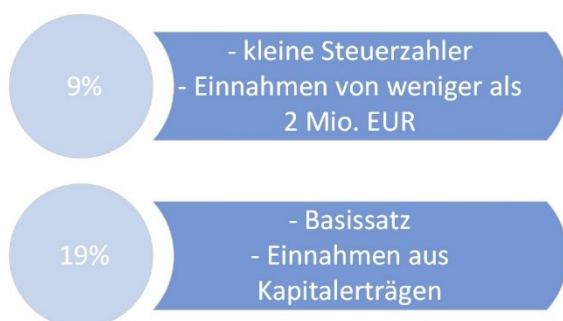 9%
- kleine Steuerzahler
- Einnahmen von weniger als
2 Mio. EUR
19%
- Basissatz
- Einnahmen aus
Kapitalerträgen